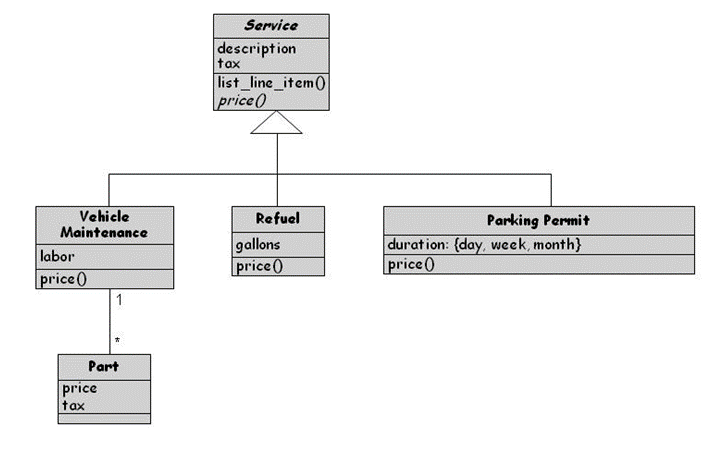 Service
description
tax
list_line_item()
price()
Vehicle
Maintenance
labor
price()
Refuel
gallons
price()
Parking Permit
duration: {day, week, month}
price()
1
*
Part
price
tax